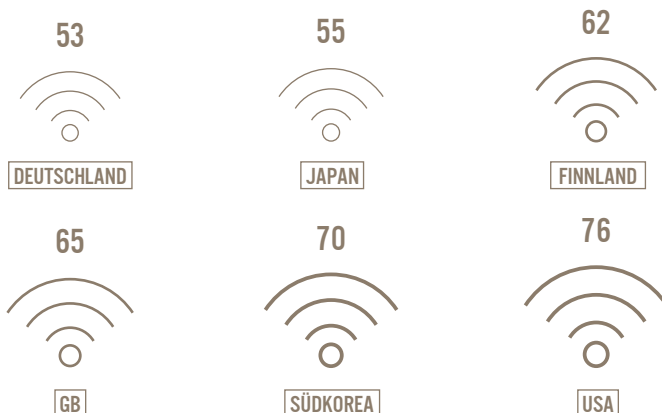 53
55
62
DEUTSCHLAND
JAPAN
FINNLAND
65
70
76
GB
SÜDKOREA
USA